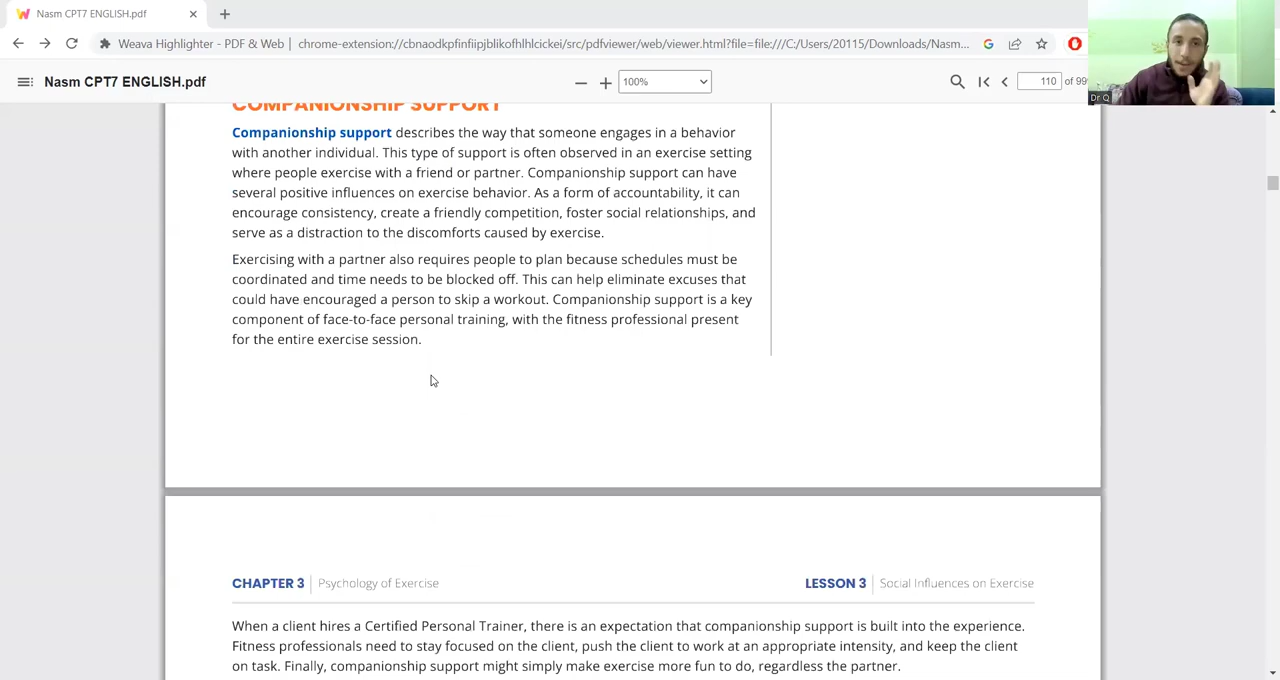 Nasm CPT7 ENGLISH.pdf
Weava Highlighter - PDF & Web | chrome-extension://cbnaodkpfinfiipjblikofhlhlcickei/src/pdfviewer/web/viewer.html?file=file:///C:/Users/20115/Downloads/Nasm...
Nasm CPT7 ENGLISH.pdf
100%
110 of 99
Dr Q
COMPANIONSHIP SUPPORT
Companionship support describes the way that someone engages in a behavior
with another individual. This type of support is often observed in an exercise setting
where people exercise with a friend or partner. Companionship support can have
several positive influences on exercise behavior. As a form of accountability, it can
encourage consistency, create a friendly competition, foster social relationships, and
serve as a distraction to the discomforts caused by exercise.
Exercising with a partner also requires people to plan because schedules must be
coordinated and time needs to be blocked off. This can help eliminate excuses that
could have encouraged a person to skip a workout. Companionship support is a key
component of face-to-face personal training, with the fitness professional present
for the entire exercise session.
CHAPTER 3 | Psychology of Exercise
LESSON 3 | Social Influences on Exercise
When a client hires a Certified Personal Trainer, there is an expectation that companionship support is built into the experience.
Fitness professionals need to stay focused on the client, push the client to work at an appropriate intensity, and keep the client
on task. Finally, companionship support might simply make exercise more fun to do, regardless the partner.